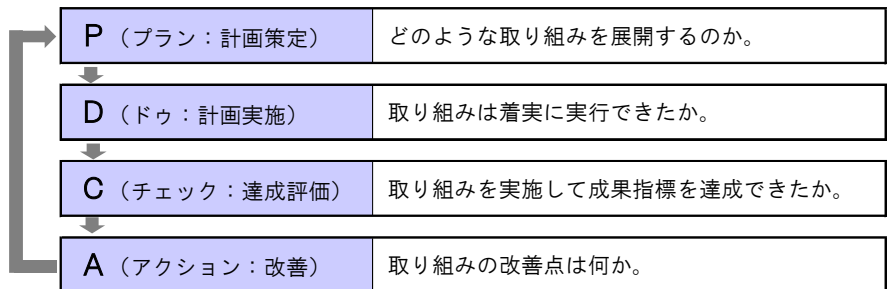 P（プラン：計画策定） どのような取り組みを展開するのか。
D（ドゥ：計画実施） 取り組みは着実に実行できたか。
C（チェック：達成評価） 取り組みを実施して成果指標を達成できたか。
A（アクション：改善） 取り組みの改善点は何か。